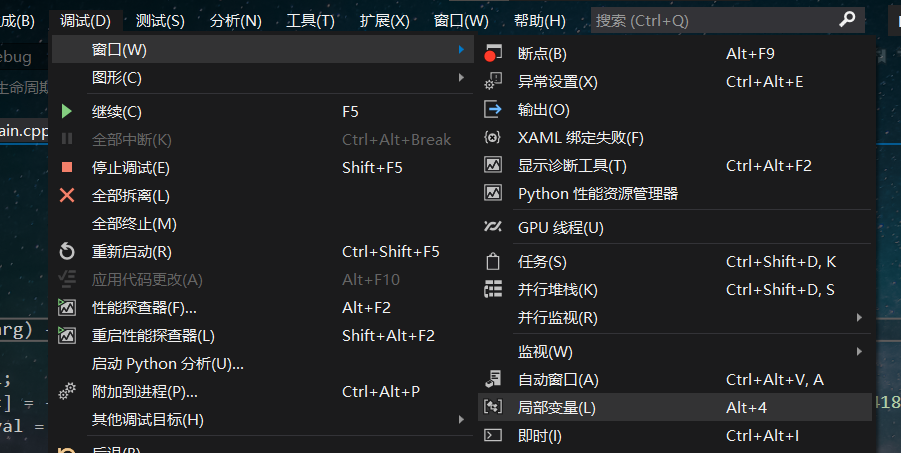 成(B) 调试(D) 测试(S) 分析(N) 工具(T) 扩展(X) 窗口(W) 帮助(H) 搜索 (Ctrl+Q)
ebug
生命周期
ain.cpp
窗口(W)
图形(C)
继续(C) F5
全部中断(K) Ctrl+Alt+Break
停止调试(E) Shift+F5
全部拆离(L)
全部终止(M)
重新启动(R) Ctrl+Shift+F5
应用代码更改(A) Alt+F10
性能探查器(F)... Alt+F2
重启性能探查器(L) Shift+Alt+F2
启动 Python 分析(U)...
附加到进程(P)... Ctrl+Alt+P
其他调试目标(H)
后退(B)
断点(B) Alt+F9
异常设置(X) Ctrl+Alt+E
输出(O)
XAML 绑定失败(F)
显示诊断工具(T) Ctrl+Alt+F2
Python 性能资源管理器
GPU 线程(U)
任务(S) Ctrl+Shift+D, K
并行堆栈(K) Ctrl+Shift+D, S
并行监视(R)
监视(W)
自动窗口(A) Ctrl+Alt+V, A
局部变量(L) Alt+4
即时(I) Ctrl+Alt+I
arg) -
;
] = -
val =
418